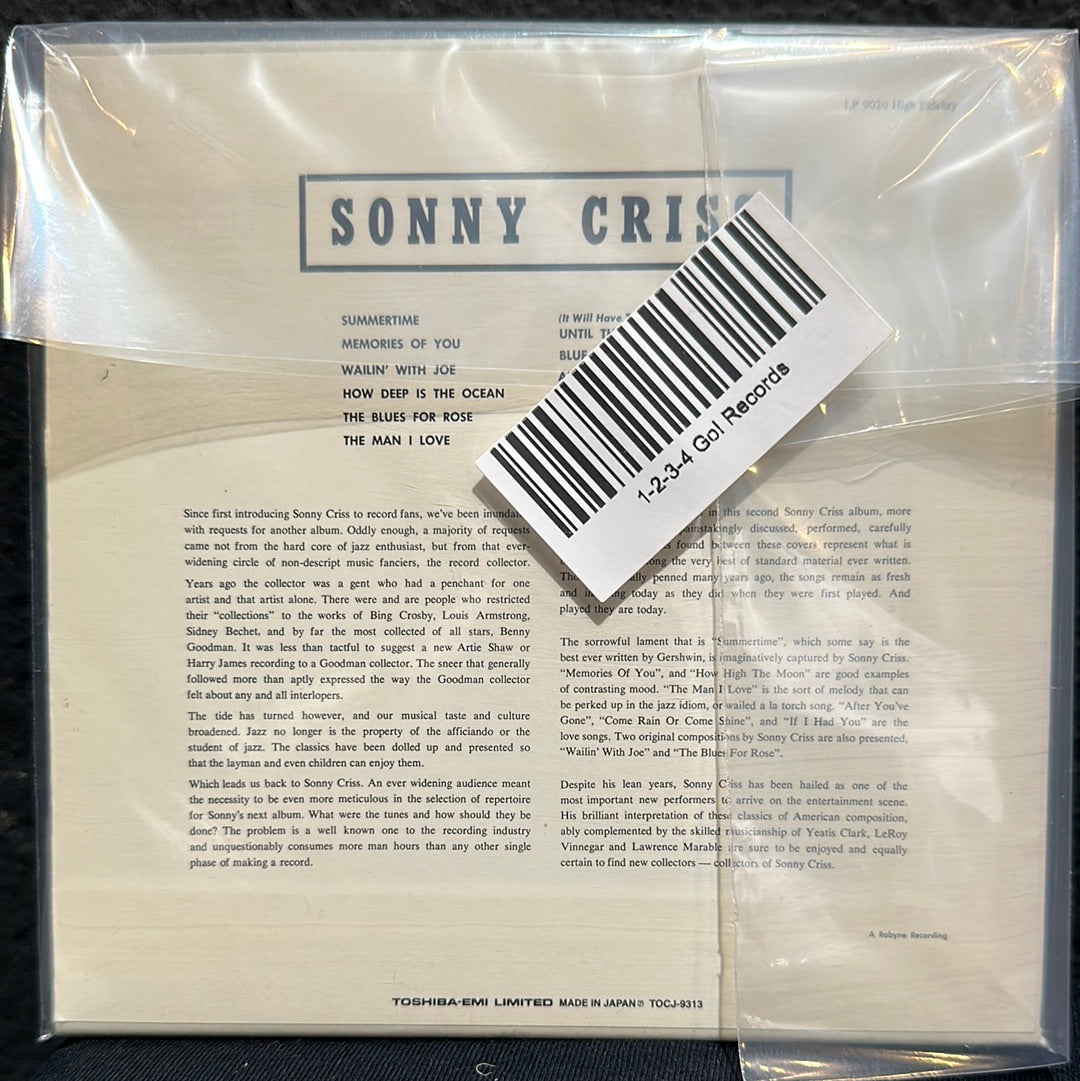 LP 9020 High Fidelity
SONNY CRISS
SUMMERTIME
MEMORIES OF YOU
WAILIN' WITH JOE
HOW DEEP IS THE OCEAN
THE BLUES FOR ROSE
THE MAN I LOVE
(It Will Have
UNTIL
BLUE
1-2-3-4 Go! Records
Since first introducing Sonny Criss to record fans, we've been
with requests for another album. Oddly enough, a majority of requests
came not from the hard core of jazz enthusiast, but from that ever-
widening circle of non-descript music fanciers, the record collector.
Years ago the collector was a gent who had a penchant for one
artist and that artist alone. There were and are people who restricted
their “collections” to the works of Bing Crosby, Louis Armstrong,
Sidney Bechet, and by far the most collected of all stars, Benny
Goodman. It was less than tactful to suggest a new Artie Shaw or
Harry James recording to a Goodman collector. The sneer that generally
followed more than aptly expressed the way the Goodman collector
felt about any and all interlopers.
The tide has turned however, and our musical taste and culture
broadened. Jazz no longer is the property of the afficiando or the
student of jazz. The classics have been dolled up and presented so
that the layman and even children can enjoy them.
Which leads us back to Sonny Criss. An ever widening audience meant
the necessity to be even more meticulous in the selection of repertoire
for Sonny's next album. What were the tunes and how should they be
done? The problem is a well known one to the recording industry
and unquestionably consumes more man hours than any other single
phase of making a record.
in this second Sonny Criss album, more
discussed, performed, carefully
found between these covers represent what is
the very best of standard material ever written.
penned many years ago, the songs remain as fresh
and today as they did when they were first played. And
played they are today.
The sorrowful lament that is “Summertime”, which some say is the
best ever written by Gershwin, is imaginatively captured by Sonny Criss.
“Memories Of You”, and “How High The Moon” are good examples
of contrasting mood. “The Man I Love” is the sort of melody that can
be perked up in the jazz idiom, or wailed a la torch song. “After You've
Gone”, “Come Rain Or Come Shine”, and “If I Had You” are the
love songs. Two original compositions by Sonny Criss are also presented,
“Wailin' With Joe” and “The Blues For Rose”.
Despite his lean years, Sonny Criss has been hailed as one of the
most important new performers to arrive on the entertainment scene.
His brilliant interpretation of these classics of American composition,
ably complemented by the skilled musicianship of Yeatis Clark, LeRoy
Vinnegar and Lawrence Marable are sure to be enjoyed and equally
certain to find new collectors — collectors of Sonny Criss.
A Robyne Recording
TOSHIBA-EMI LIMITED MADE IN JAPAN TOCJ-9313